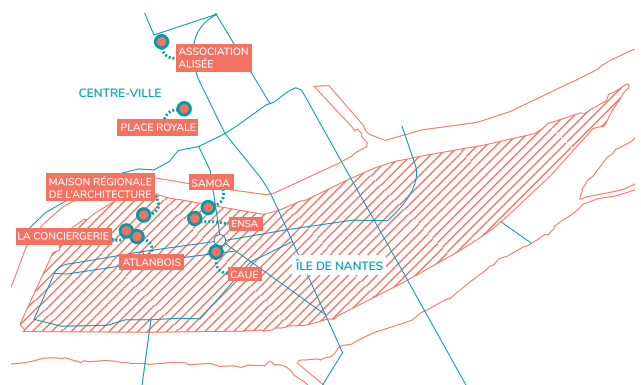 ASSOCIATION
ALISÉE
CENTRE-VILLE
PLACE ROYALE
MAISON RÉGIONALE
DE L'ARCHITECTURE
SAMOA
ENSA
LA CONCIERGERIE
ATLANBOIS
CAUE
ÎLE DE NANTES